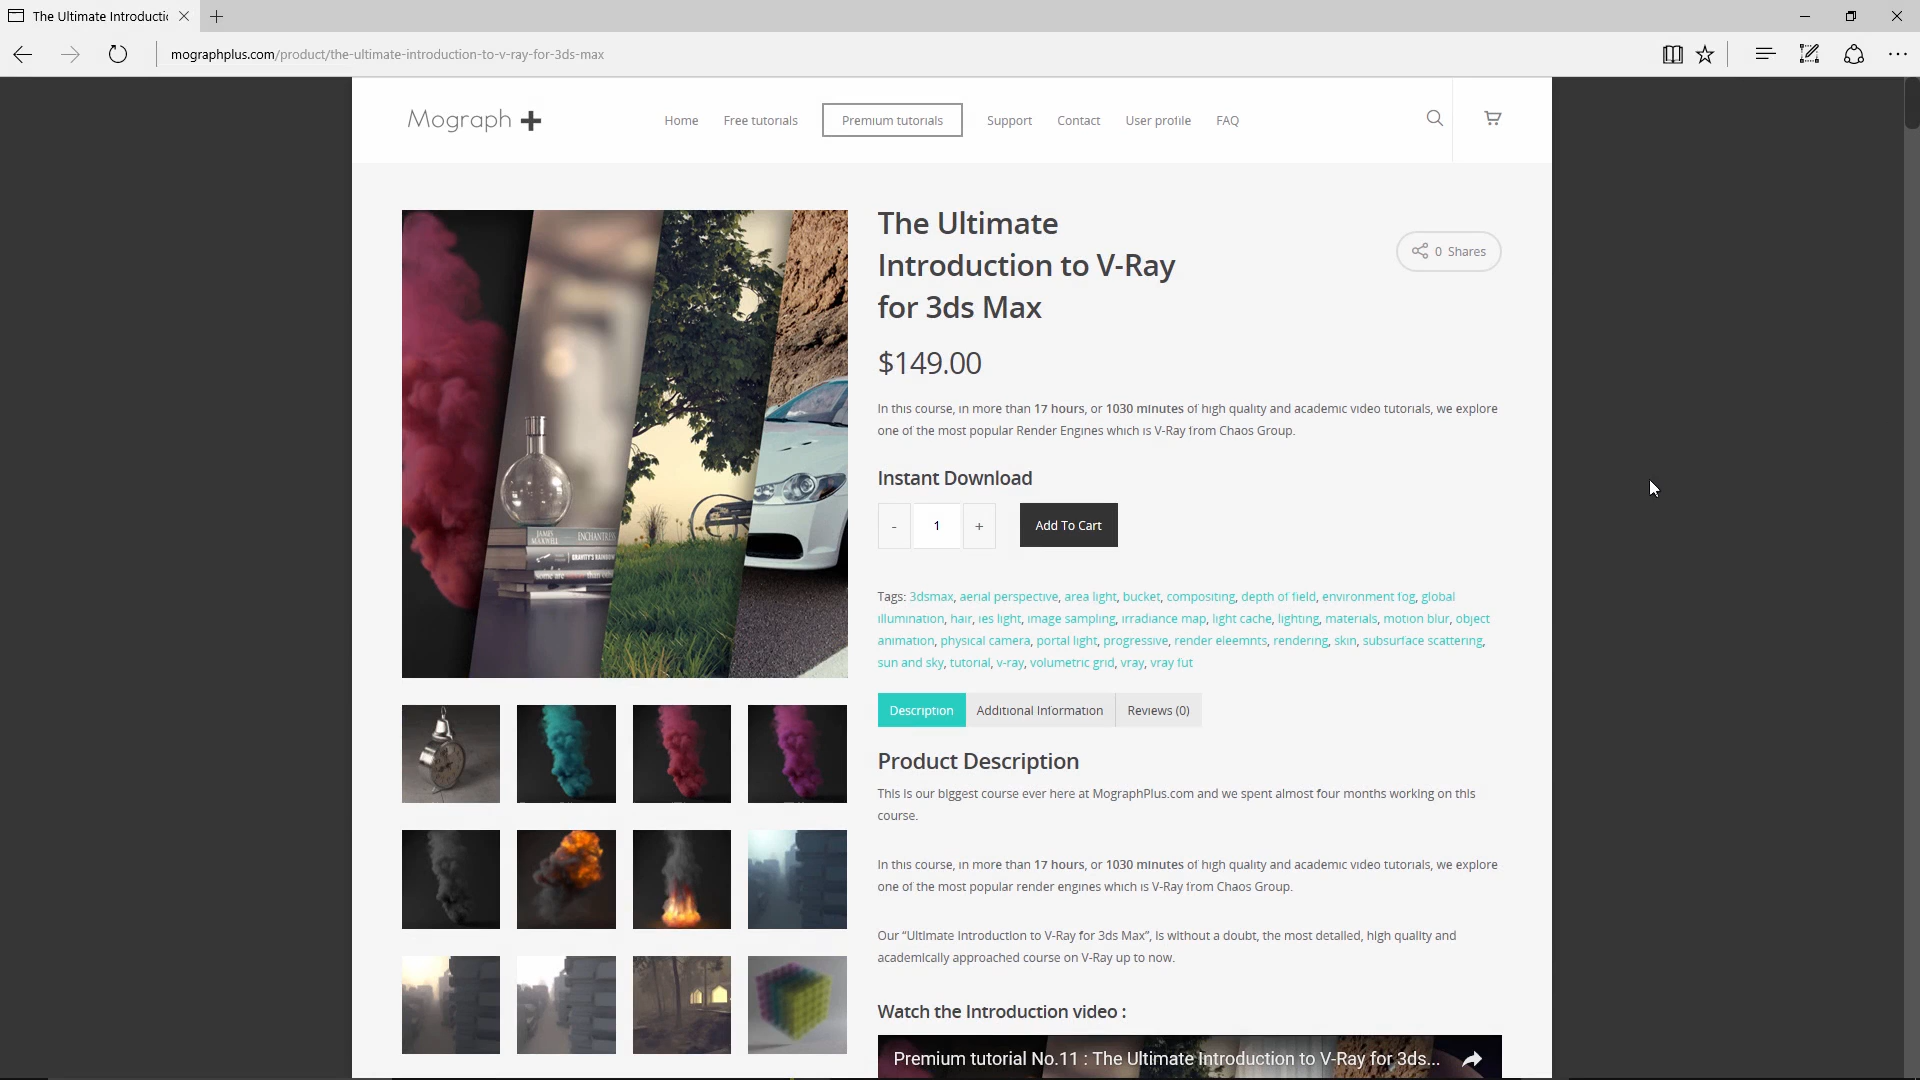 The Ultimate Introductio
mographplus.com/product/the-ultimate-introduction-to-v-ray-for-3ds-max
Mograph
Home
Free tutorials
Premium tutorials
Support
Contact
User profile
FAQ
The Ultimate
Introduction to V-Ray
for 3ds Max
0 Shares
$149.00
In this course, in more than 17 hours, or 1030 minutes of high quality and academic video tutorials, we explore
one of the most popular Render Engines which is V-Ray from Chaos Group.
Instant Download
- 1 +
Add To Cart
Tags: 3dsmax, aerial perspective, area light, bucket, compositing, depth of field, environment fog, global
illumination, hair, ies light, image sampling, irradiance map, light cache, lighting, materials, motion blur, object
animation, physical camera, portal light, progressive, render eleemnts, rendering, skin, subsurface scattering,
sun and sky, tutorial, v-ray, volumetric grid, vray, vray fur
Description
Additional Information
Reviews (0)
Product Description
This is our biggest course ever here at MographPlus.com and we spent almost four months working on this
course.
In this course, in more than 17 hours, or 1030 minutes of high quality and academic video tutorials, we explore
one of the most popular render engines which is V-Ray from Chaos Group.
Our “Ultimate Introduction to V-Ray for 3ds Max”, is without a doubt, the most detailed, high quality and
academically approached course on V-Ray up to now.
Watch the Introduction video :
Premium tutorial No.11 : The Ultimate Introduction to V-Ray for 3ds...
JAMES
MAXWELL
ENCHANTRESS
GRAVITY'S RAINBOW
some are
than